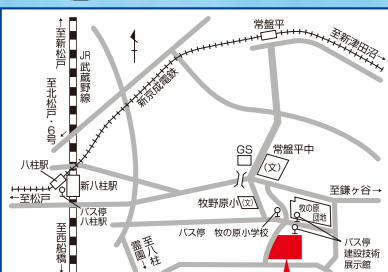 ←至新松戸
JR武蔵野線
常盤平
至新津田沼→
至北松戸・6号
新京成電鉄
GS
常盤平中
(文)
八柱駅
新八柱駅
至鎌ヶ谷→
←至松戸
牧野原小
(文)
牧の原
団地
バス停
八柱駅
バス停 牧の原小学校
至八柱
霊園→
至西船橋
バス停
建設技術
展示館